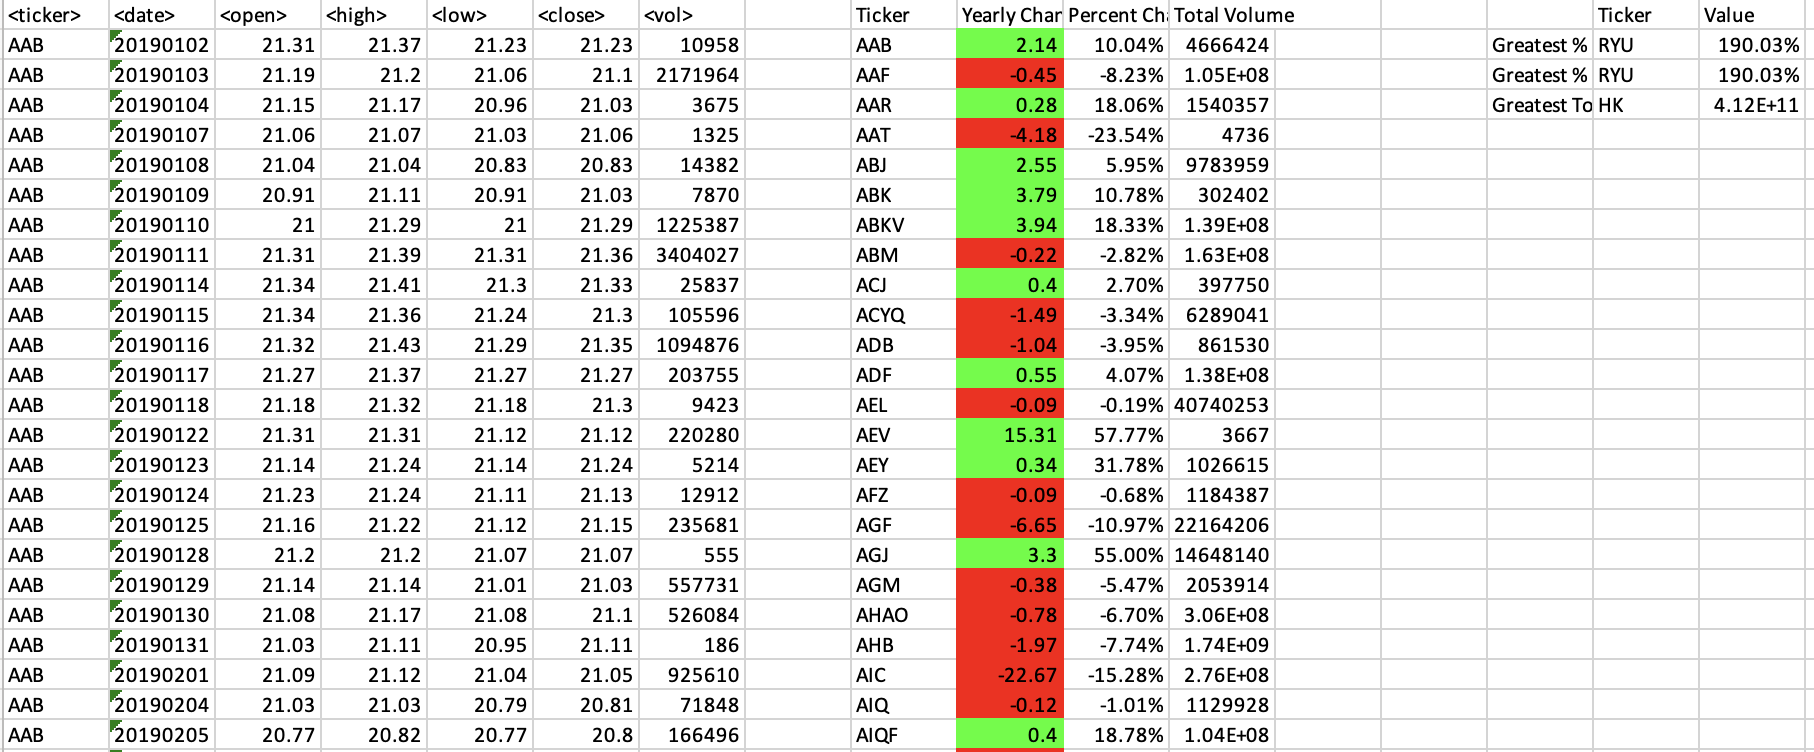 <ticker> <date> <open> <high> <low> <close> <vol> Ticker Yearly Chan Percent Ch Total Volume Ticker Value
AAB 20190102 21.31 21.37 21.23 21.23 10958 AAB 2.14 10.04% 4666424 Greatest % RYU 190.03%
AAB 20190103 21.19 21.2 21.06 21.1 2171964 AAF -0.45 -8.23% 1.05E+08 Greatest % RYU 190.03%
AAB 20190104 21.15 21.17 20.96 21.03 3675 AAR 0.28 18.06% 1540357 Greatest To HK 4.12E+11
AAB 20190107 21.06 21.07 21.03 21.06 1325 AAT -4.18 -23.54% 4736
AAB 20190108 21.04 21.04 20.83 20.83 14382 ABJ 2.55 5.95% 9783959
AAB 20190109 20.91 21.11 20.91 21.03 7870 ABK 3.79 10.78% 302402
AAB 20190110 21 21.29 21 21.29 1225387 ABKV 3.94 18.33% 1.39E+08
AAB 20190111 21.31 21.39 21.31 21.36 3404027 ABM -0.22 -2.82% 1.63E+08
AAB 20190114 21.34 21.41 21.3 21.33 25837 ACJ 0.4 2.70% 397750
AAB 20190115 21.34 21.36 21.24 21.3 105596 ACYQ -1.49 -3.34% 6289041
AAB 20190116 21.32 21.43 21.29 21.35 1094876 ADB -1.04 -3.95% 861530
AAB 20190117 21.27 21.37 21.27 21.27 203755 ADF 0.55 4.07% 1.38E+08
AAB 20190118 21.18 21.32 21.18 21.3 9423 AEL -0.09 -0.19% 40740253
AAB 20190122 21.31 21.31 21.12 21.12 220280 AEV 15.31 57.77% 3667
AAB 20190123 21.14 21.24 21.14 21.24 5214 AEY 0.34 31.78% 1026615
AAB 20190124 21.23 21.24 21.11 21.13 12912 AFZ -0.09 -0.68% 1184387
AAB 20190125 21.16 21.22 21.12 21.15 235681 AGF -6.65 -10.97% 22164206
AAB 20190128 21.2 21.2 21.07 21.07 555 AGJ 3.3 55.00% 14648140
AAB 20190129 21.14 21.14 21.01 21.03 557731 AGM -0.38 -5.47% 2053914
AAB 20190130 21.08 21.17 21.08 21.1 526084 AHAO -0.78 -6.70% 3.06E+08
AAB 20190131 21.03 21.11 20.95 21.11 186 AHB -1.97 -7.74% 1.74E+09
AAB 20190201 21.09 21.12 21.04 21.05 925610 AIC -22.67 -15.28% 2.76E+08
AAB 20190204 21.03 21.03 20.79 20.81 71848 AIQ -0.12 -1.01% 1129928
AAB 20190205 20.77 20.82 20.77 20.8 166496 AIQF 0.4 18.78% 1.04E+08